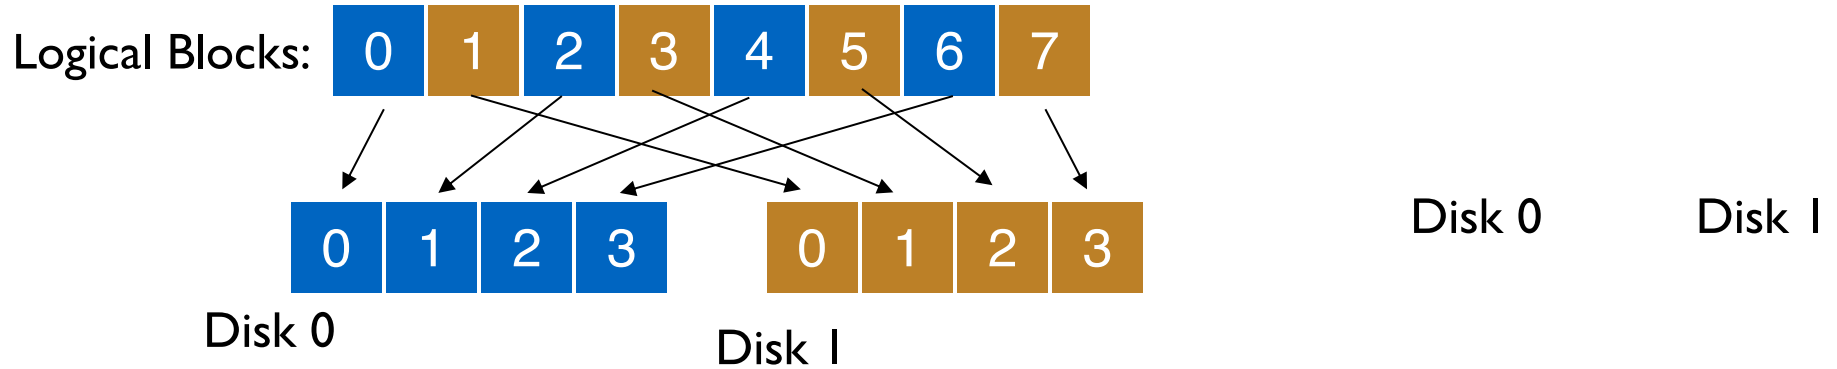 Logical Blocks: 0 1 2 3 4 5 6 7
Disk 0 Disk 1
0 1 2 3 0 1 2 3
Disk 0
Disk 1